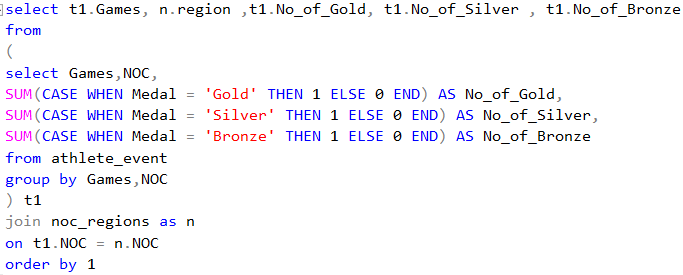 select t1.Games, n.region ,t1.No_of_Gold, t1.No_of_Silver , t1.No_of_Bronze
from
(
select Games,NOC,
SUM(CASE WHEN Medal = 'Gold' THEN 1 ELSE 0 END) AS No_of_Gold,
SUM(CASE WHEN Medal = 'Silver' THEN 1 ELSE 0 END) AS No_of_Silver,
SUM(CASE WHEN Medal = 'Bronze' THEN 1 ELSE 0 END) AS No_of_Bronze
from athlete_event
group by Games,NOC
) t1
join noc_regions as n
on t1.NOC = n.NOC
order by 1